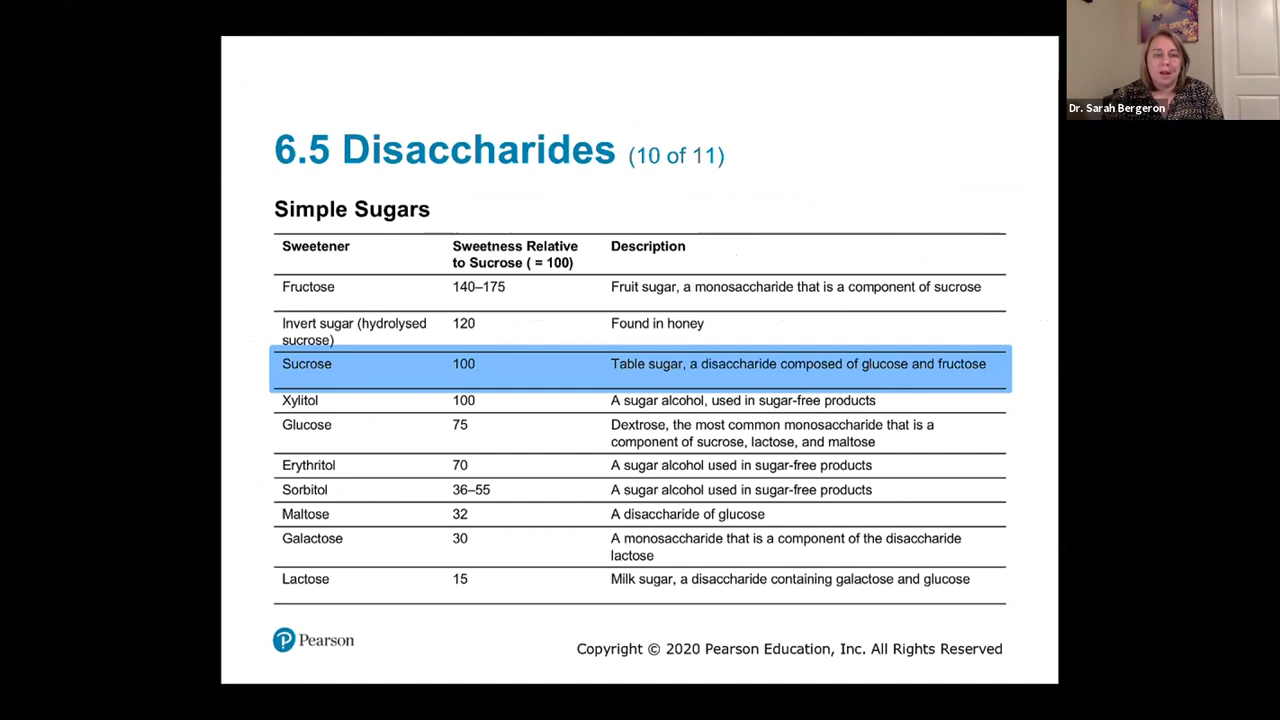 Dr. Sarah Bergeron
6.5 Disaccharides (10 of 11)
Simple Sugars
Sweetener Sweetness Relative to Sucrose ( = 100) Description
Fructose 140–175 Fruit sugar, a monosaccharide that is a component of sucrose
Invert sugar (hydrolysed sucrose) 120 Found in honey
Sucrose 100 Table sugar, a disaccharide composed of glucose and fructose
Xylitol 100 A sugar alcohol, used in sugar-free products
Glucose 75 Dextrose, the most common monosaccharide that is a component of sucrose, lactose, and maltose
Erythritol 70 A sugar alcohol used in sugar-free products
Sorbitol 36–55 A sugar alcohol used in sugar-free products
Maltose 32 A disaccharide of glucose
Galactose 30 A monosaccharide that is a component of the disaccharide lactose
Lactose 15 Milk sugar, a disaccharide containing galactose and glucose
P Pearson
Copyright © 2020 Pearson Education, Inc. All Rights Reserved